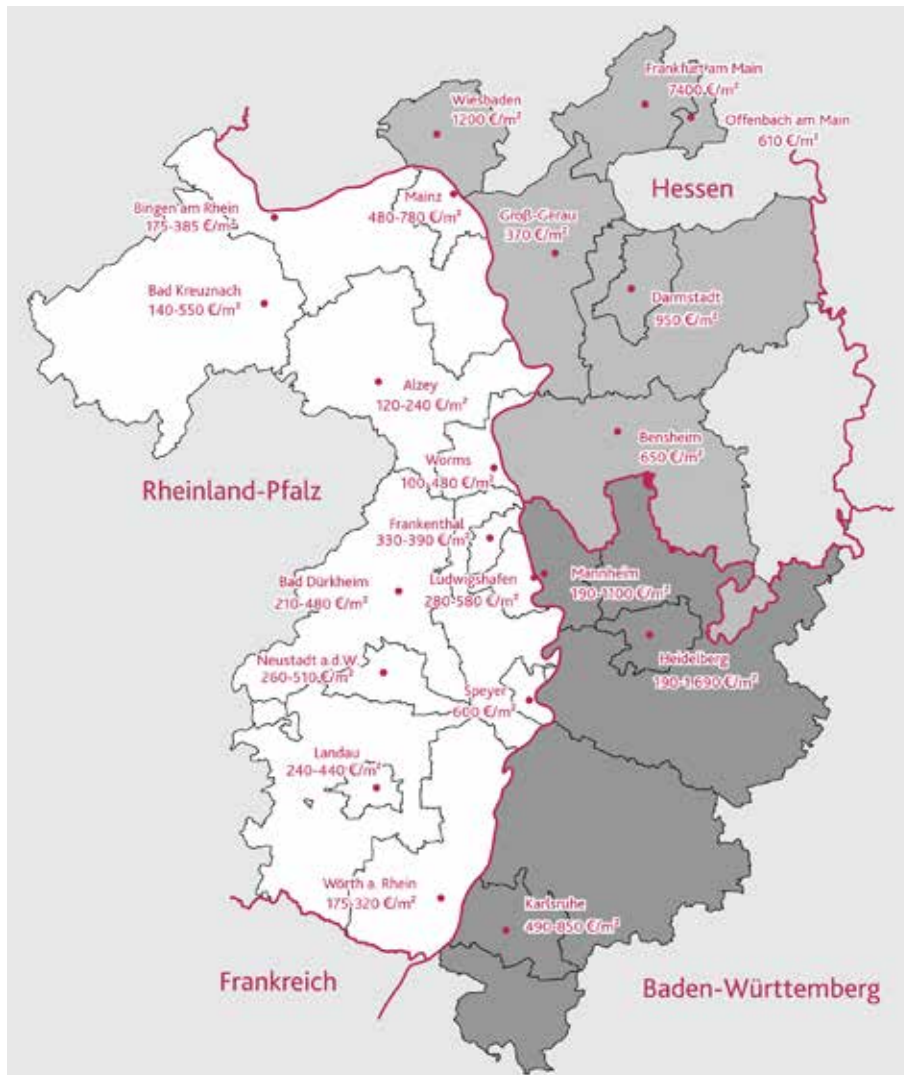 Frankfurt am Main
7400 €/m²
Wiesbaden
1200 €/m²
Offenbach am Main
610 €/m²
Hessen
Mainz
480-780 €/m²
Bingen am Rhein
175-385 €/m²
Groß-Gerau
370 €/m²
Bad Kreuznach
140-550 €/m²
Darmstadt
950 €/m²
Alzey
120-240 €/m²
Bensheim
650 €/m²
Worms
100-480 €/m²
Rheinland-Pfalz
Frankenthal
330-390 €/m²
Bad Dürkheim
210-480 €/m²
Ludwigshafen
280-580 €/m²
Mannheim
190-1100 €/m²
Neustadt a.d.W.
260-510 €/m²
Heidelberg
190-1.690 €/m²
Speyer
600 €/m²
Landau
240-440 €/m²
Wörth a. Rhein
175-320 €/m²
Karlsruhe
490-850 €/m²
Frankreich
Baden-Württemberg